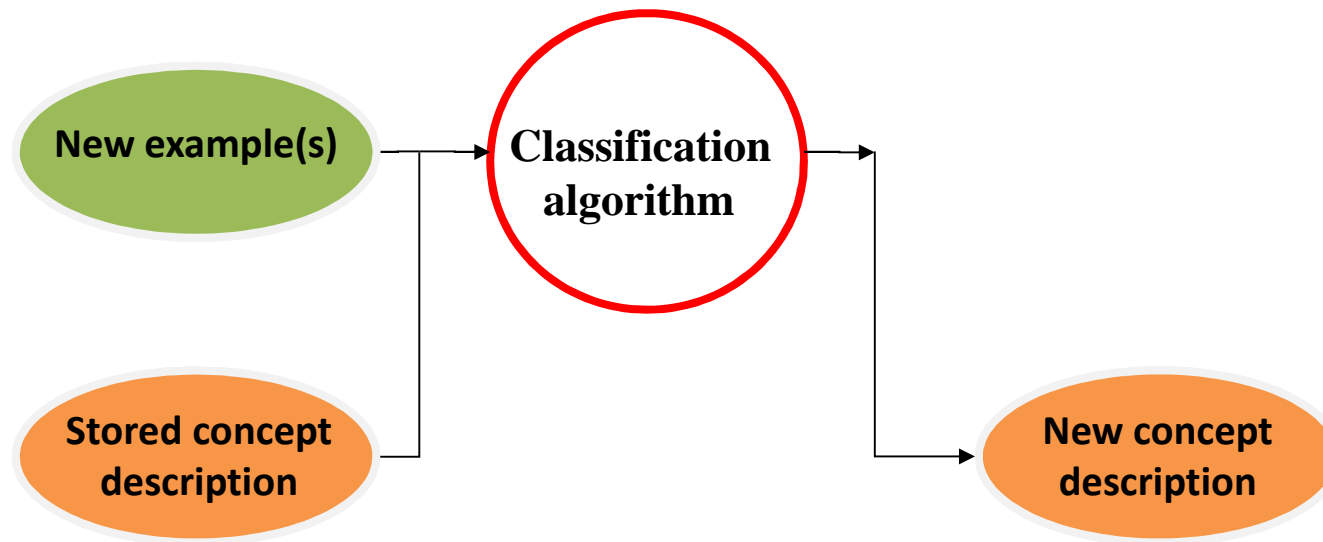 New example(s)
Classification
algorithm
Stored concept
description
New concept
description